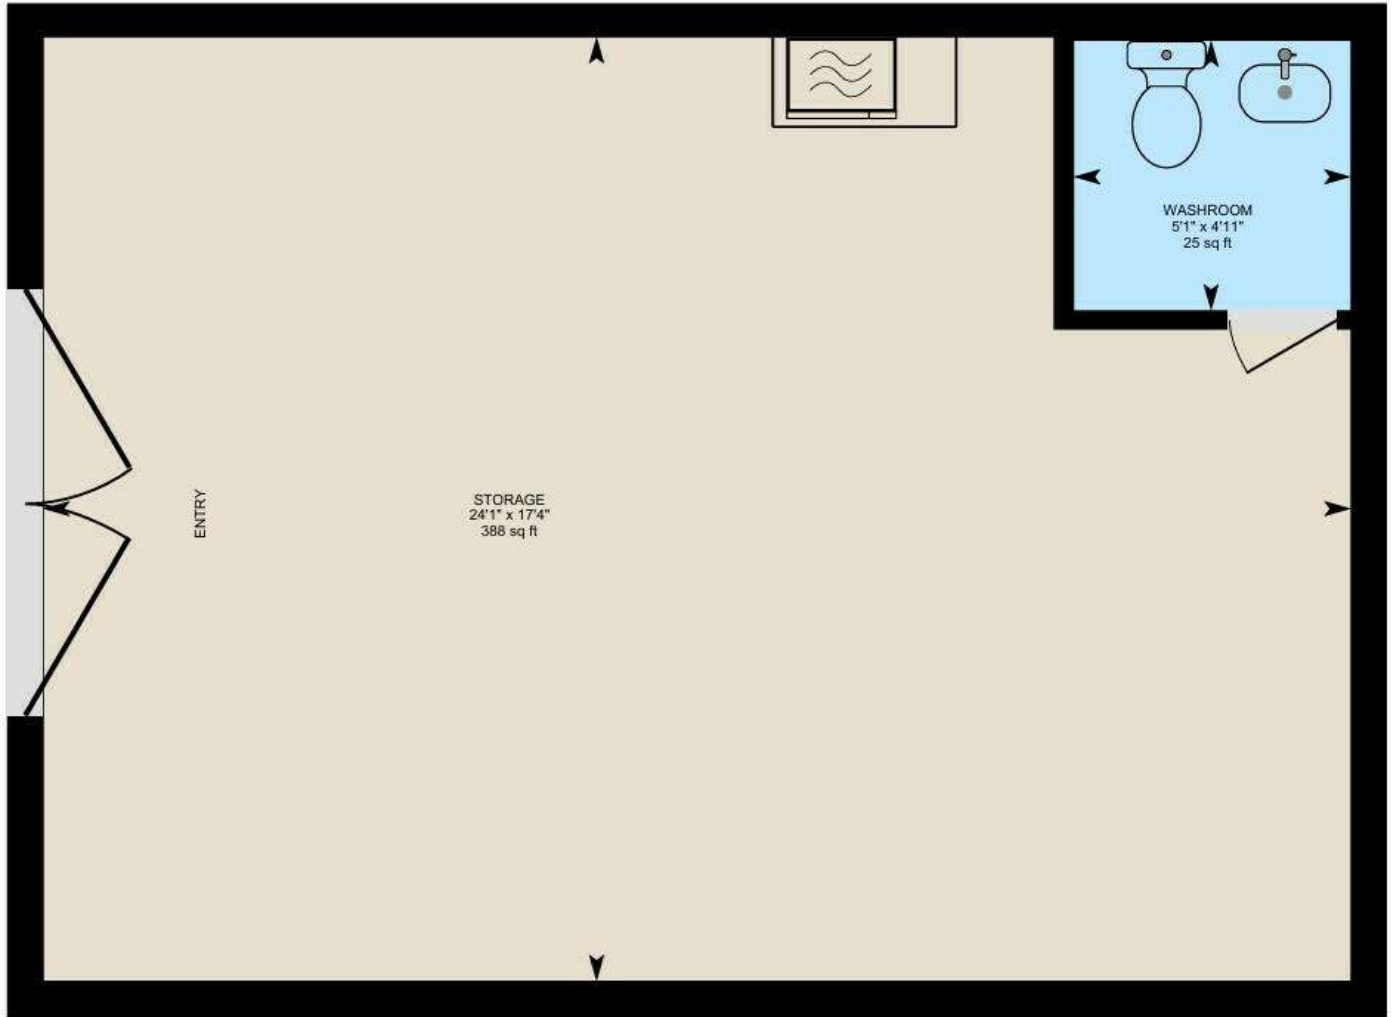 WASHROOM
5'1" x 4'11"
25 sq ft
ENTRY
STORAGE
24'1" x 17'4"
388 sq ft